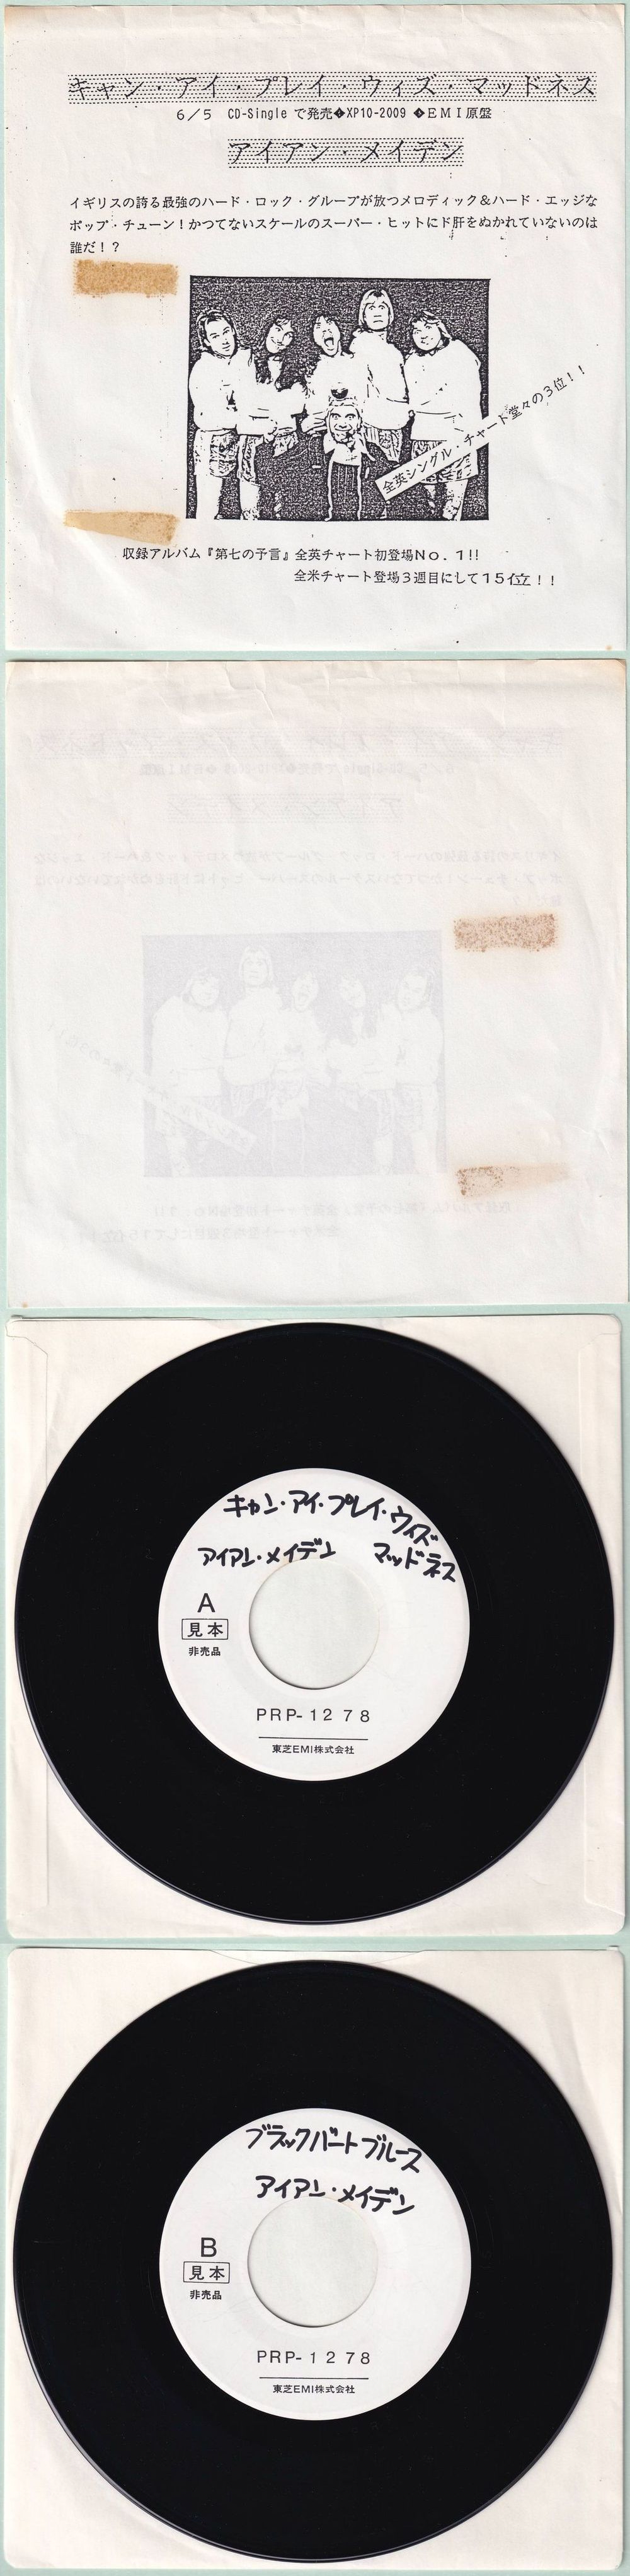 キャン・アイ・プレイ・ウィズ・マッドネス
6／5 CD-Single で発売◆XP10-2009 ◆EMI原盤
アイアン・メイデン
イギリスの誇る最強のハード・ロック・グループが放つメロディック＆ハード・エッジな
ポップ・チューン！かつてないスケールのスーパー・ヒットにド肝をぬかれていないのは
誰だ！？
全英シングル・チャート堂々の3位！！
収録アルバム『第七の予言』全英チャート初登場No.1!!
全米チャート登場3週目にして15位！！
キャン・アイ・プレイ・ウィズ
マッドネス
アイアン・メイデン
A
見本
非売品
PRP-1278
東芝EMI株式会社
ブラックバートブルース
アイアン・メイデン
B
見本
非売品
PRP-1278
東芝EMI株式会社